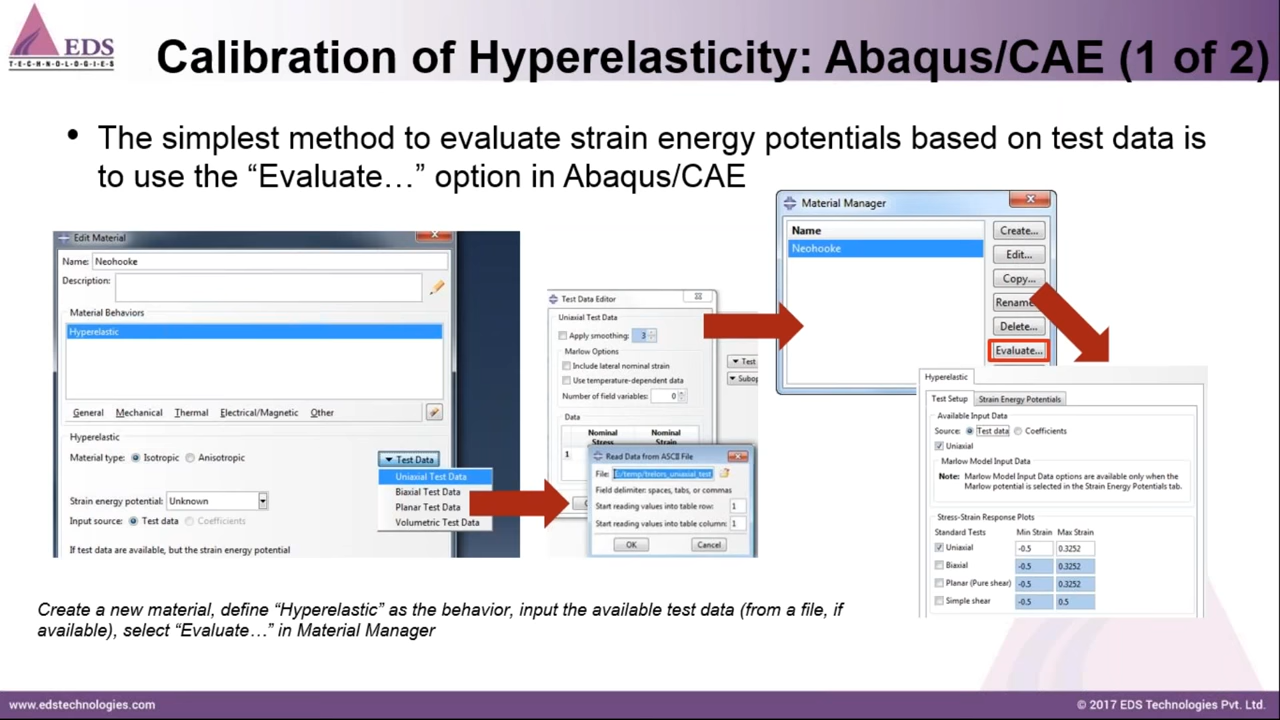 EDS
T·E·C·H·N·O·L·O·G·I·E·S
Calibration of Hyperelasticity: Abaqus/CAE (1 of 2)
• The simplest method to evaluate strain energy potentials based on test data is
to use the “Evaluate…” option in Abaqus/CAE
Edit Material
Name: Neohooke
Description:
Material Behaviors
Hyperelastic
General Mechanical Thermal Electrical/Magnetic Other
Hyperelastic
Material type: Isotropic Anisotropic
Test Data
Uniaxial Test Data
Biaxial Test Data
Planar Test Data
Volumetric Test Data
Strain energy potential: Unknown
Input source: Test data Coefficients
If test data are available, but the strain energy potential
Test Data Editor
Uniaxial Test Data
Apply smoothing: 3
Marlow Options
Include lateral nominal strain
Use temperature-dependent data
Number of field variables: 0
Data
Nominal Nominal
Stress Strain
1
Test
Subop
Read Data from ASCII File
File: E:/temp/trelon_uniaxial_test
Field delimiter: spaces, tabs, or commas
Start reading values into table row: 1
Start reading values into table column: 1
OK Cancel
Material Manager
Name
Neohooke
Create...
Edit...
Copy...
Rename
Delete...
Evaluate...
Hyperelastic
Test Setup Strain Energy Potentials
Available Input Data
Source: Test data Coefficients
Uniaxial
Marlow Model Input Data
Note: Marlow Model Input Data options are available only when the
Marlow potential is selected in the Strain Energy Potentials tab.
Stress-Strain Response Plots
Standard Tests Min Strain Max Strain
Uniaxial -0.5 0.3252
Biaxial -0.5 0.3252
Planar (Pure shear) -0.5 0.3252
Simple shear -0.5 0.5
Create a new material, define “Hyperelastic” as the behavior, input the available test data (from a file, if
available), select “Evaluate…” in Material Manager
www.edstechnologies.com
© 2017 EDS Technologies Pvt. Ltd.